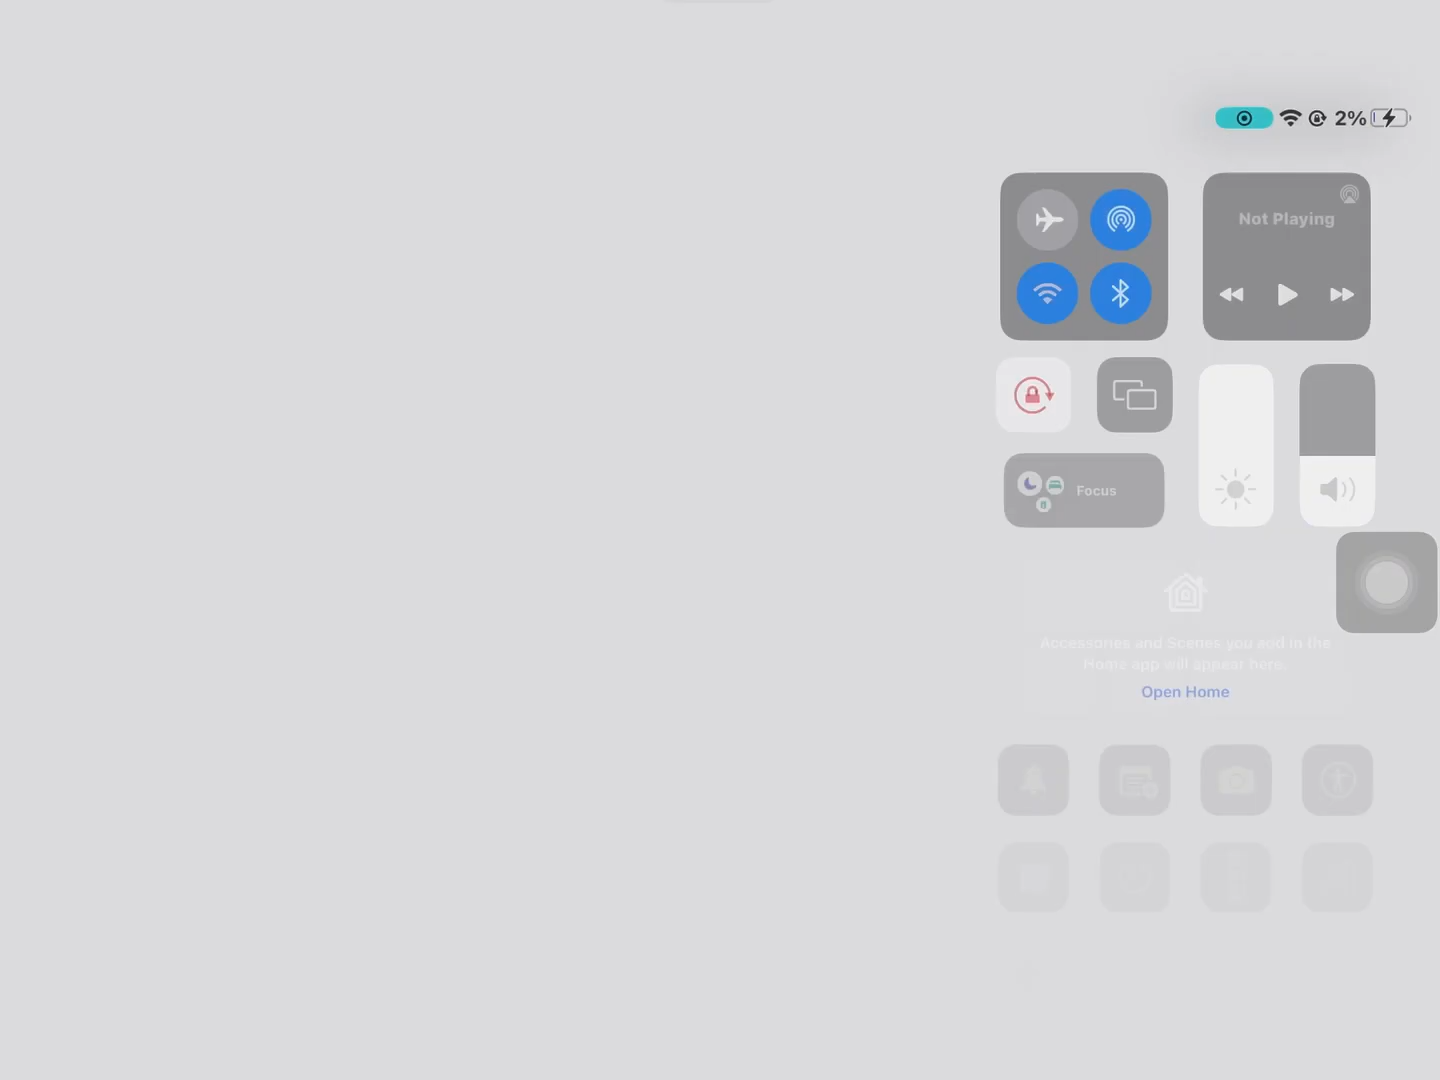 2%
Not Playing
Focus
Accessories and Scenes you add in the
Home app will appear here.
Open Home